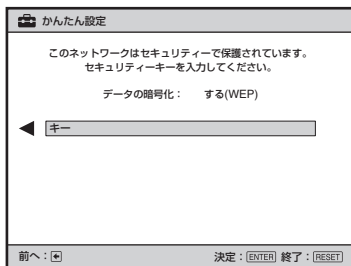 かんたん設定
このネットワークはセキュリティーで保護されています。
セキュリティーキーを入力してください。
データの暗号化： する(WEP)
キー
前へ：← 決定：ENTER 終了：RESET